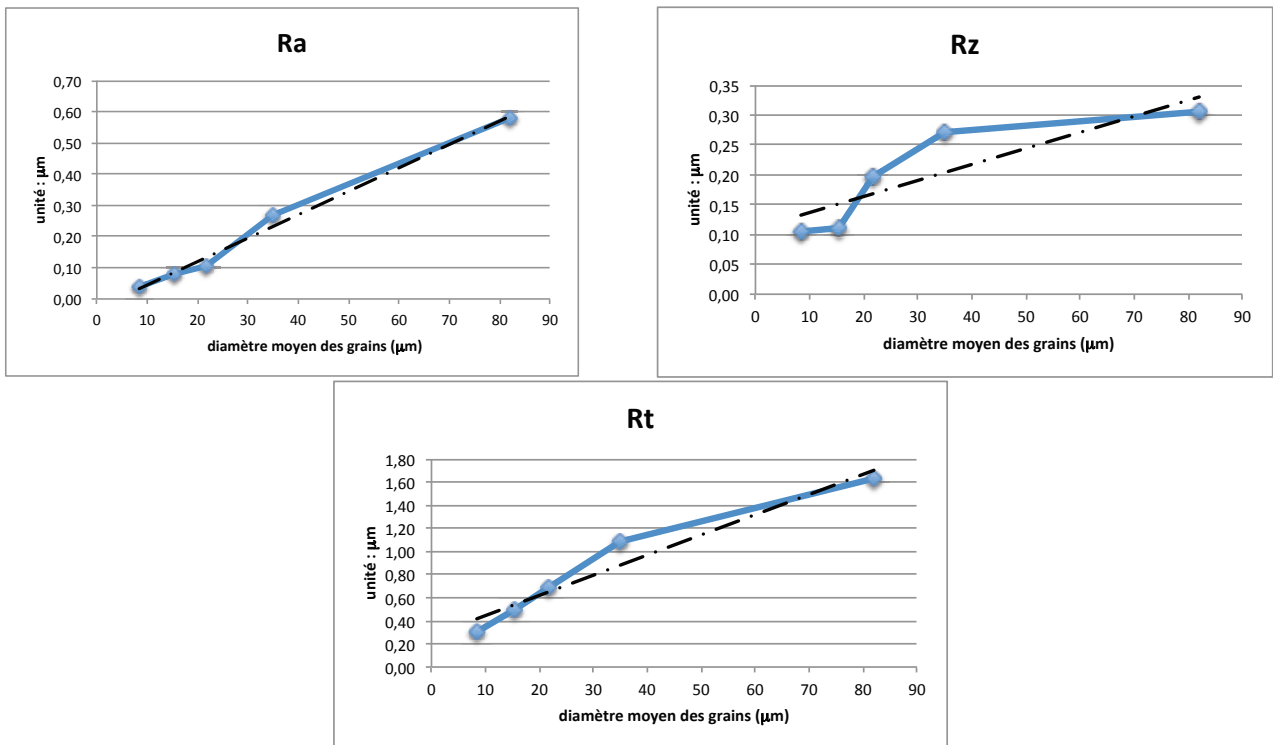 Ra
unité : µm
0,70
0,60
0,50
0,40
0,30
0,20
0,10
0,00
0 10 20 30 40 50 60 70 80 90
diamètre moyen des grains (µm)
Rz
unité : µm
0,35
0,30
0,25
0,20
0,15
0,10
0,05
0,00
0 10 20 30 40 50 60 70 80 90
diamètre moyen des grains (µm)
Rt
unité : µm
1,80
1,60
1,40
1,20
1,00
0,80
0,60
0,40
0,20
0,00
0 10 20 30 40 50 60 70 80 90
diamètre moyen des grains (µm)